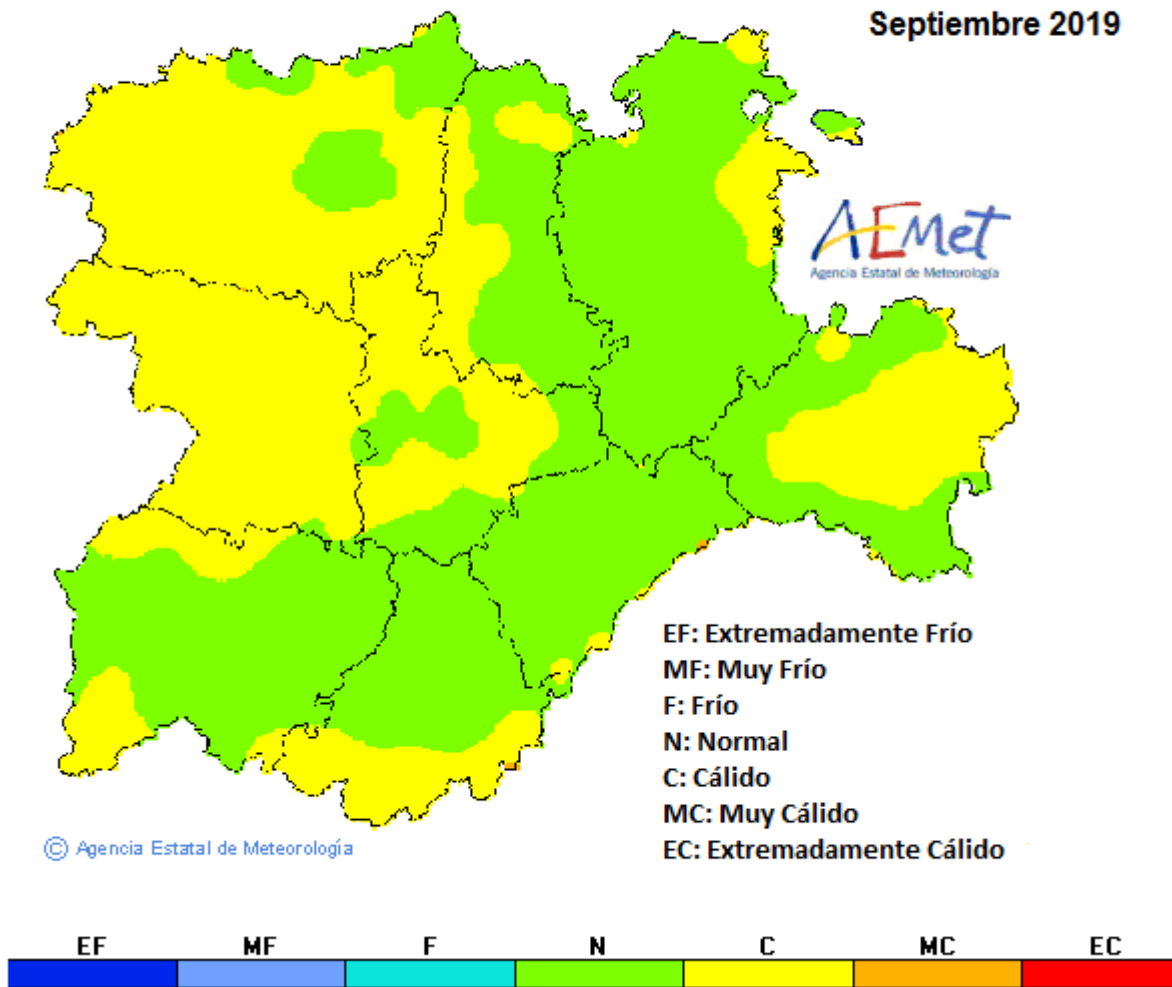 Septiembre 2019
AEMet
Agencia Estatal de Meteorología
EF: Extremadamente Frío
MF: Muy Frío
F: Frío
N: Normal
C: Cálido
MC: Muy Cálido
EC: Extremadamente Cálido
© Agencia Estatal de Meteorología
EF MF F N C MC EC